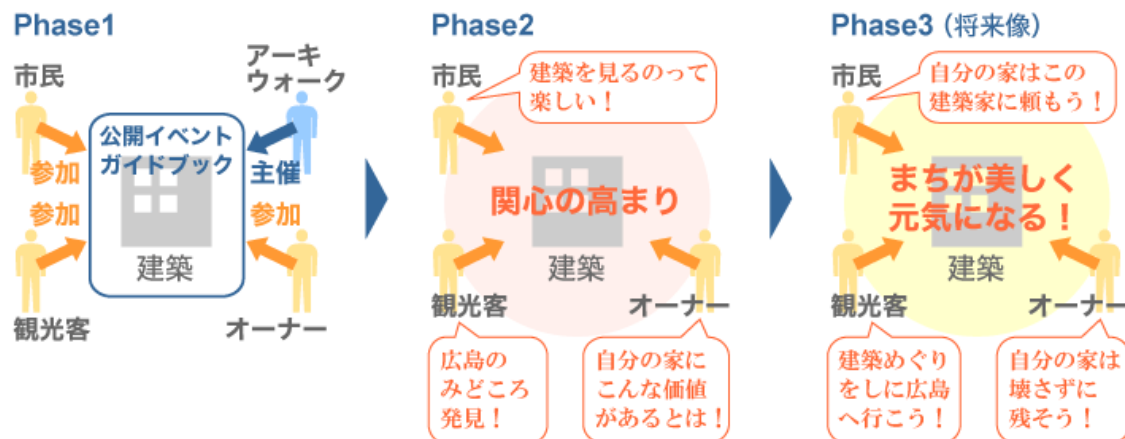 Phase1
市民
アーキ
ウォーク
公開イベント
ガイドブック
参加
主催
参加
参加
建築
観光客
オーナー
Phase2
市民
建築を見るのって
楽しい！
関心の高まり
建築
観光客
オーナー
広島の
みどころ
発見！
自分の家に
こんな価値
があるとは！
Phase3（将来像）
市民
自分の家はこの
建築家に頼もう！
まちが美しく
元気になる！
建築
観光客
オーナー
建築めぐり
をしに広島
へ行こう！
自分の家は
壊さずに
残そう！